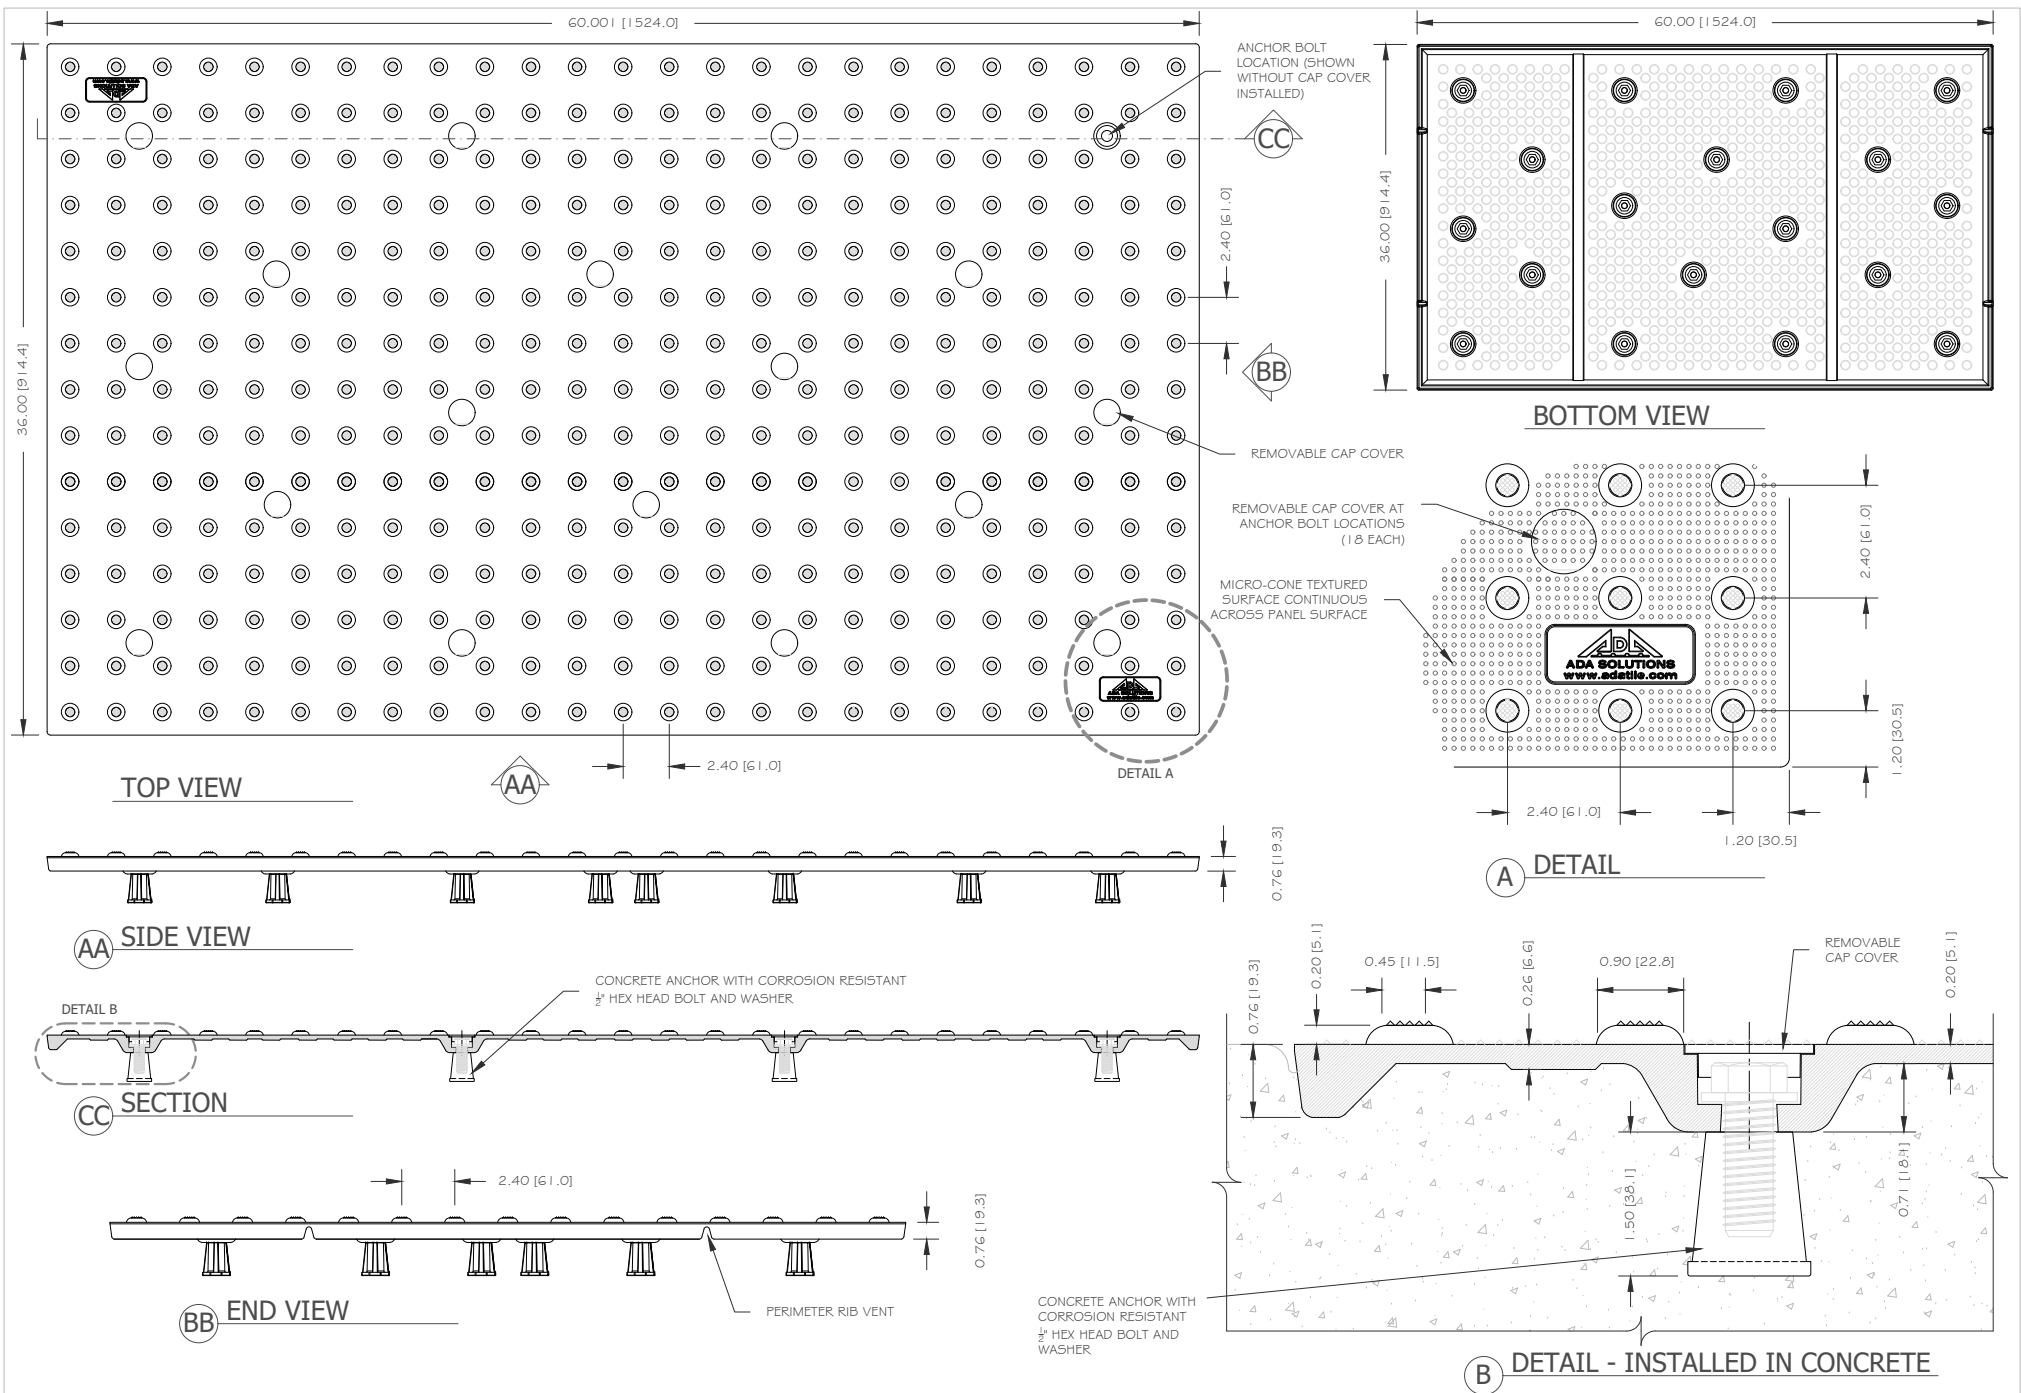 60.001 [1524.0]
36.00 [914.4]
ANCHOR BOLT
LOCATION (SHOWN
WITHOUT CAP COVER
INSTALLED)
CC
2.40 [61.0]
BB
REMOVABLE CAP COVER
ADA SOLUTIONS
www.adatile.com
DETAIL A
2.40 [61.0]
AA
TOP VIEW
60.00 [1524.0]
36.00 [914.4]
BOTTOM VIEW
REMOVABLE CAP COVER AT
ANCHOR BOLT LOCATIONS
(18 EACH)
MICRO-CONE TEXTURED
SURFACE CONTINUOUS
ACROSS PANEL SURFACE
ADA
ADA SOLUTIONS
www.adatile.com
2.40 [61.0]
1.20 [30.5]
2.40 [61.0]
1.20 [30.5]
A DETAIL
0.76 [19.3]
AA SIDE VIEW
CONCRETE ANCHOR WITH CORROSION RESISTANT
½" HEX HEAD BOLT AND WASHER
DETAIL B
CC SECTION
2.40 [61.0]
0.76 [19.3]
PERIMETER RIB VENT
BB END VIEW
0.76 [19.3]
0.20 [5.1]
0.45 [11.5]
0.26 [6.6]
0.90 [22.8]
REMOVABLE
CAP COVER
0.20 [5.1]
1.50 [38.1]
0.71 [18.1]
CONCRETE ANCHOR WITH
CORROSION RESISTANT
½" HEX HEAD BOLT AND
WASHER
B DETAIL - INSTALLED IN CONCRETE